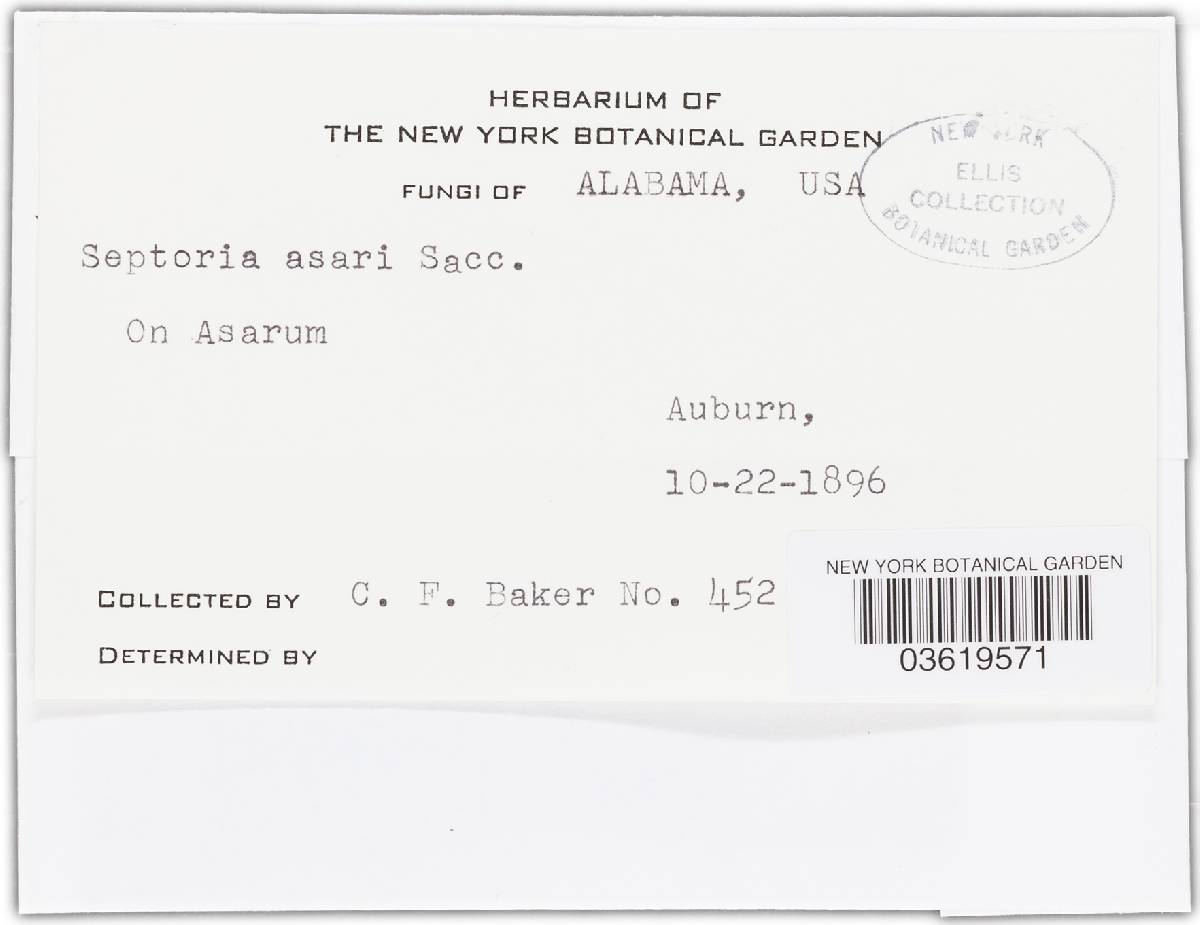 HERBARIUM OF
THE NEW YORK BOTANICAL GARDEN
FUNGI OF ALABAMA, USA
NEW YORK
ELLIS
COLLECTION
BOTANICAL GARDEN
Septoria asari Sacc.
On Asarum
Auburn,
10-22-1896
NEW YORK BOTANICAL GARDEN
03619571
COLLECTED BY C. F. Baker No. 452
DETERMINED BY